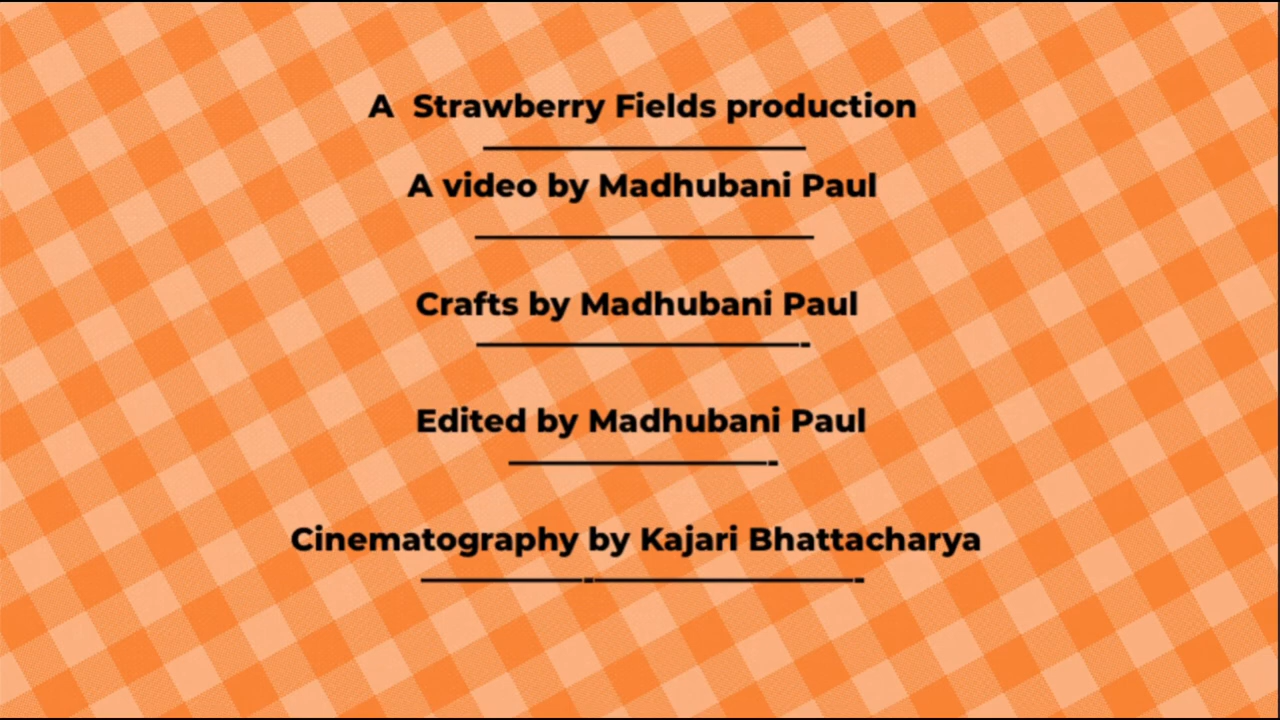 A Strawberry Fields production
A video by Madhubani Paul
Crafts by Madhubani Paul
Edited by Madhubani Paul
Cinematography by Kajari Bhattacharya